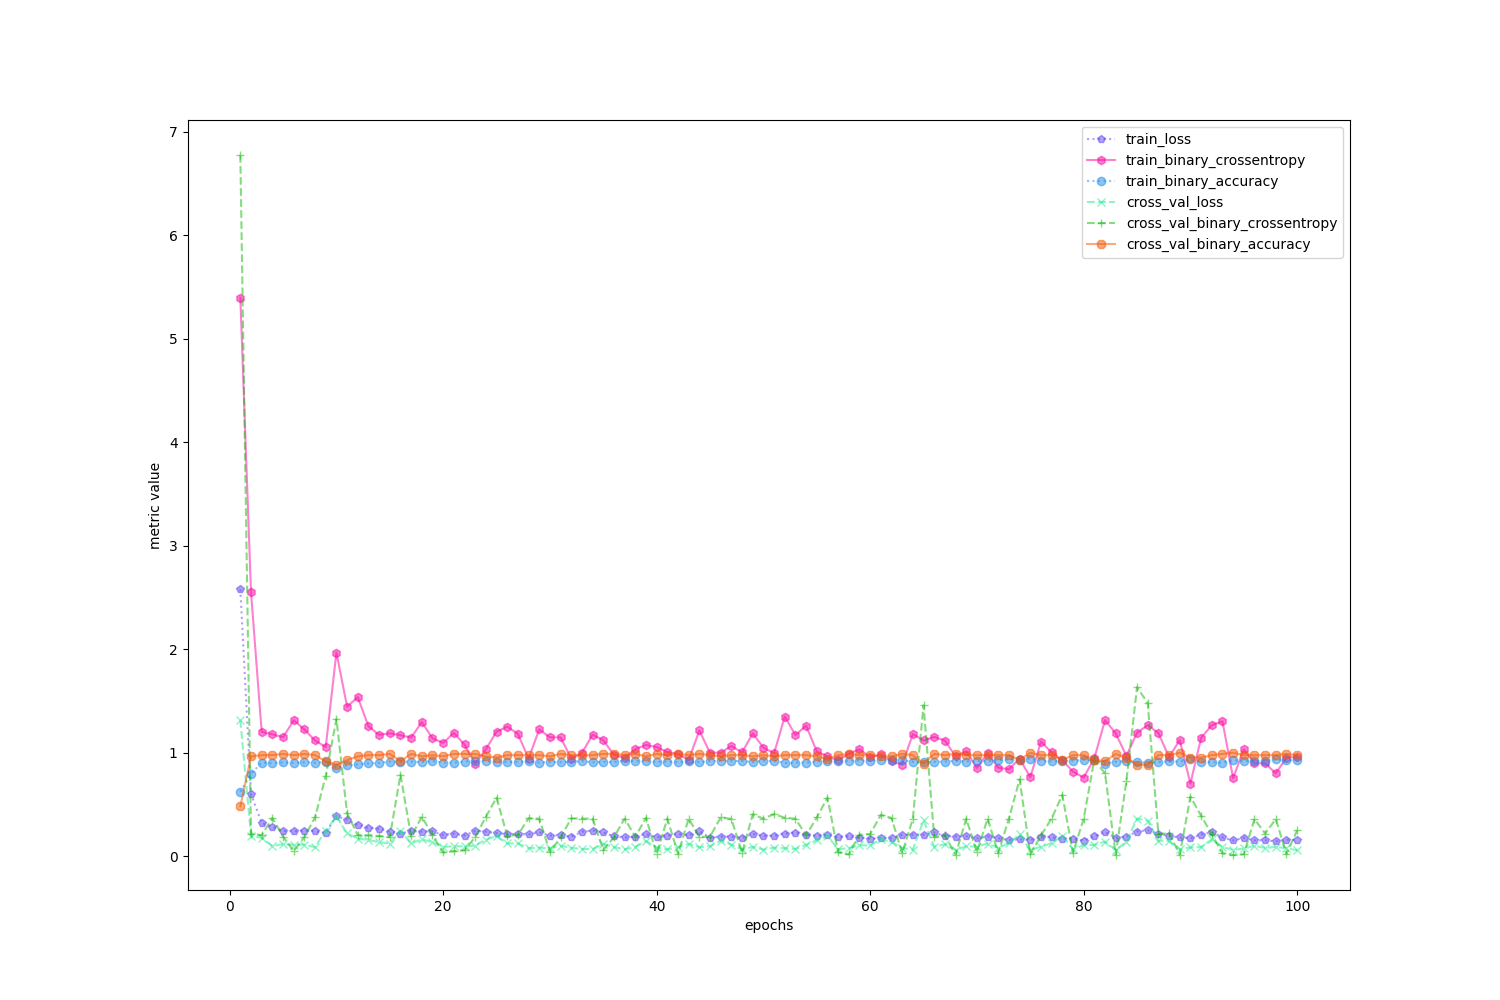 train_loss
train_binary_crossentropy
train_binary_accuracy
cross_val_loss
cross_val_binary_crossentropy
cross_val_binary_accuracy
metric value
7
6
5
4
3
2
1
0
0 20 40 60 80 100
epochs